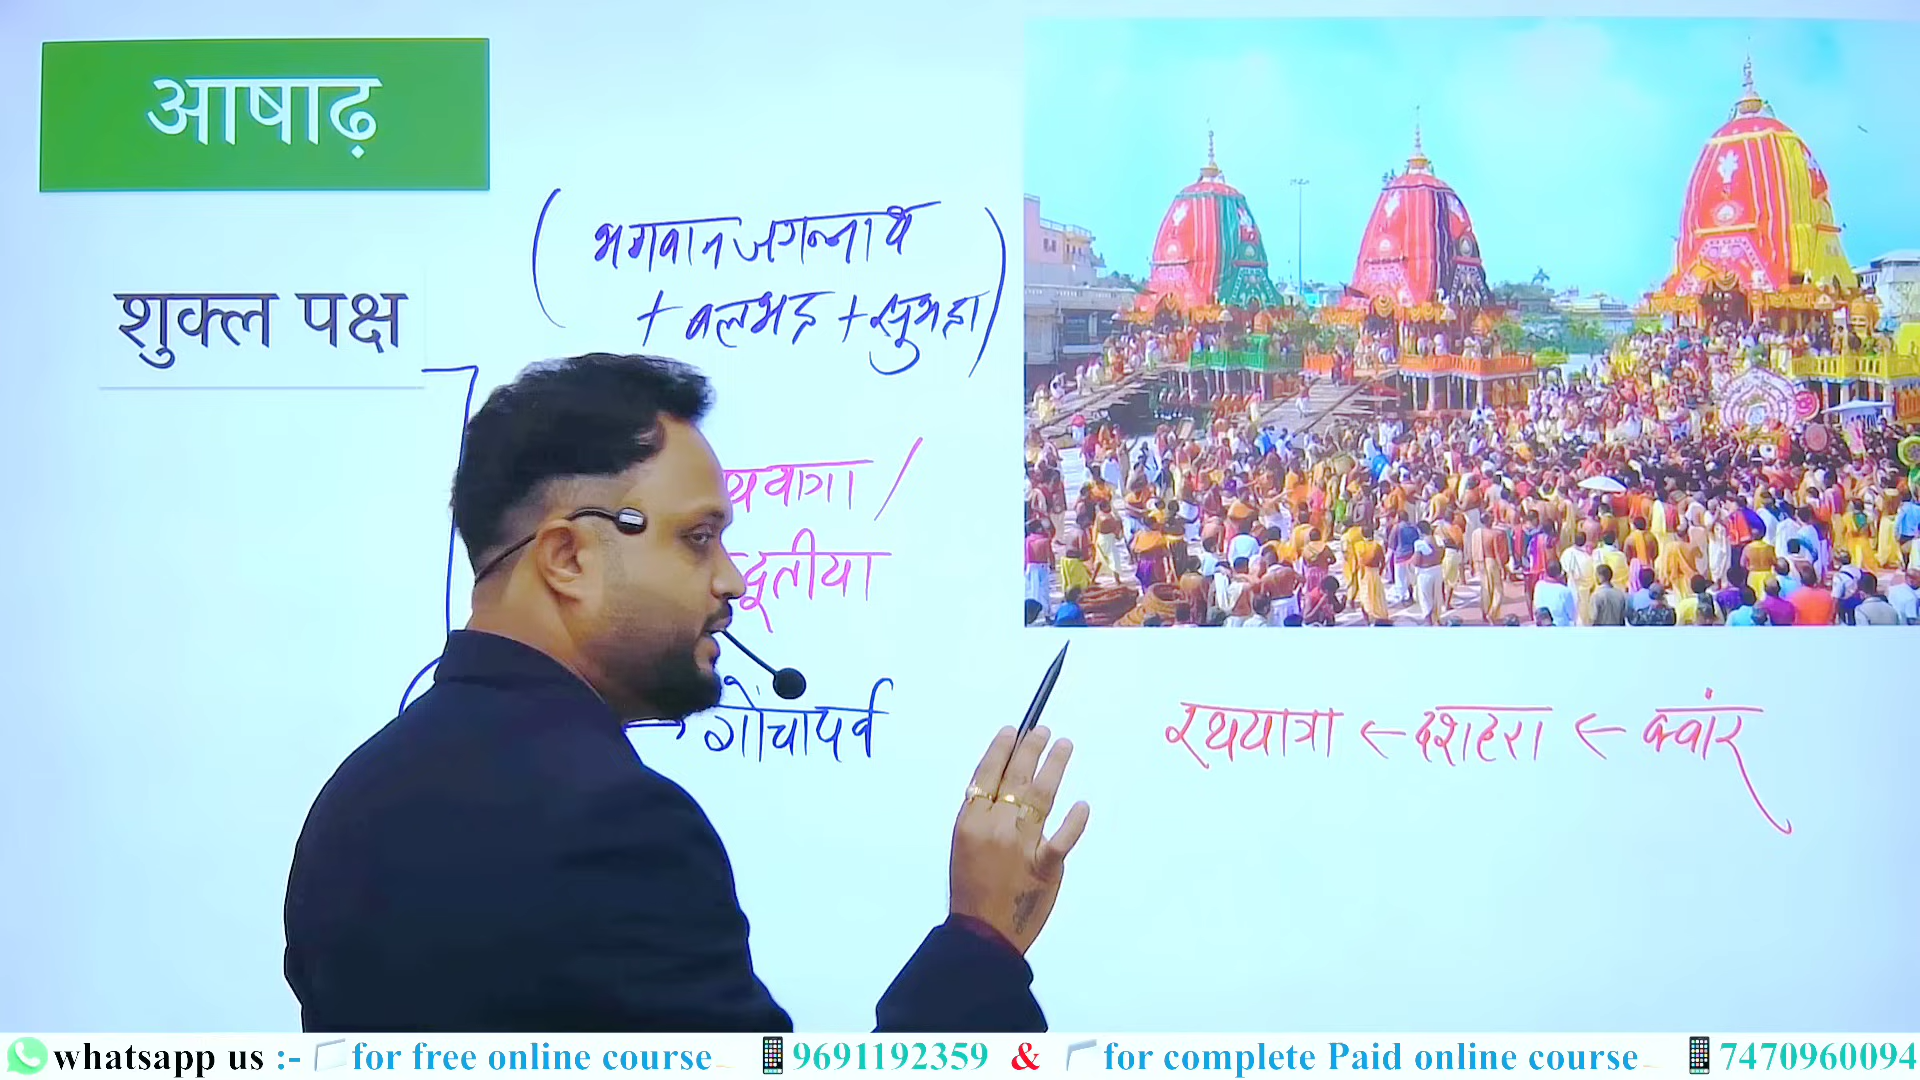 आषाढ़
शुक्ल पक्ष
(भगवान जगन्नाथ
+ बलभद्र + सुभद्रा)
थयात्रा /
द्वूतीया
→ गोंचापर्व
रथयात्रा ← दशहरा ← क्वांर
whatsapp us :- for free online course 9691192359 & for complete Paid online course 7470960094